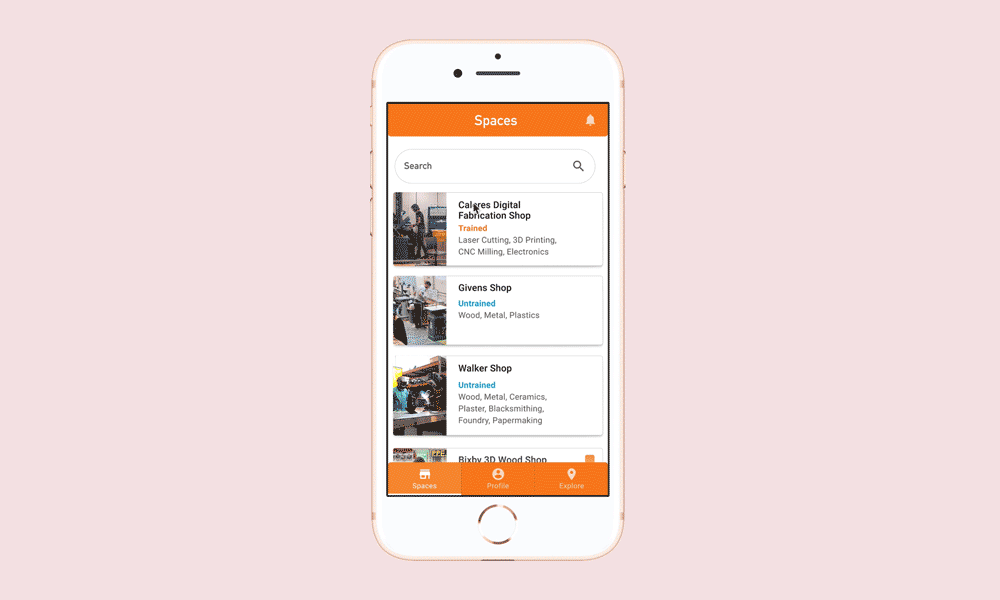 Spaces
Search
Caleres Digital
Fabrication Shop
Trained
Laser Cutting, 3D Printing,
CNC Milling, Electronics
Givens Shop
Untrained
Wood, Metal, Plastics
Walker Shop
Untrained
Wood, Metal, Ceramics,
Plaster, Blacksmithing,
Foundry, Papermaking
Bixby 3D Wood Shop
Spaces
Profile
Explore